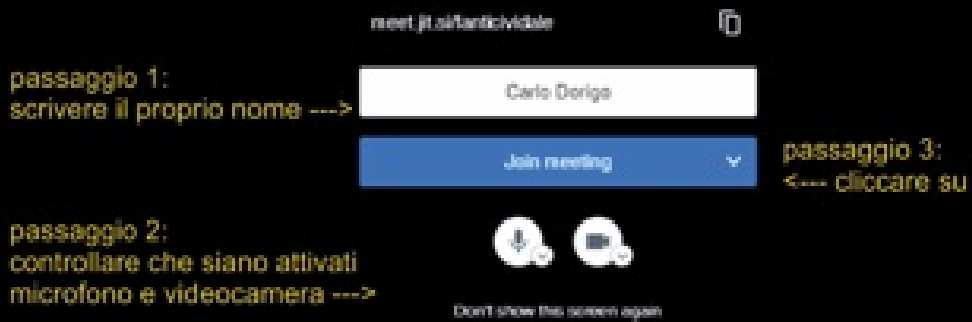 meet.jit.si/fanticividale
passaggio 1:
scrivere il proprio nome --->
Carlo Dorigo
Join meeting
passaggio 3:
<--- cliccare su
passaggio 2:
controllare che siano attivati
microfono e videocamera --->
Don't show this screen again